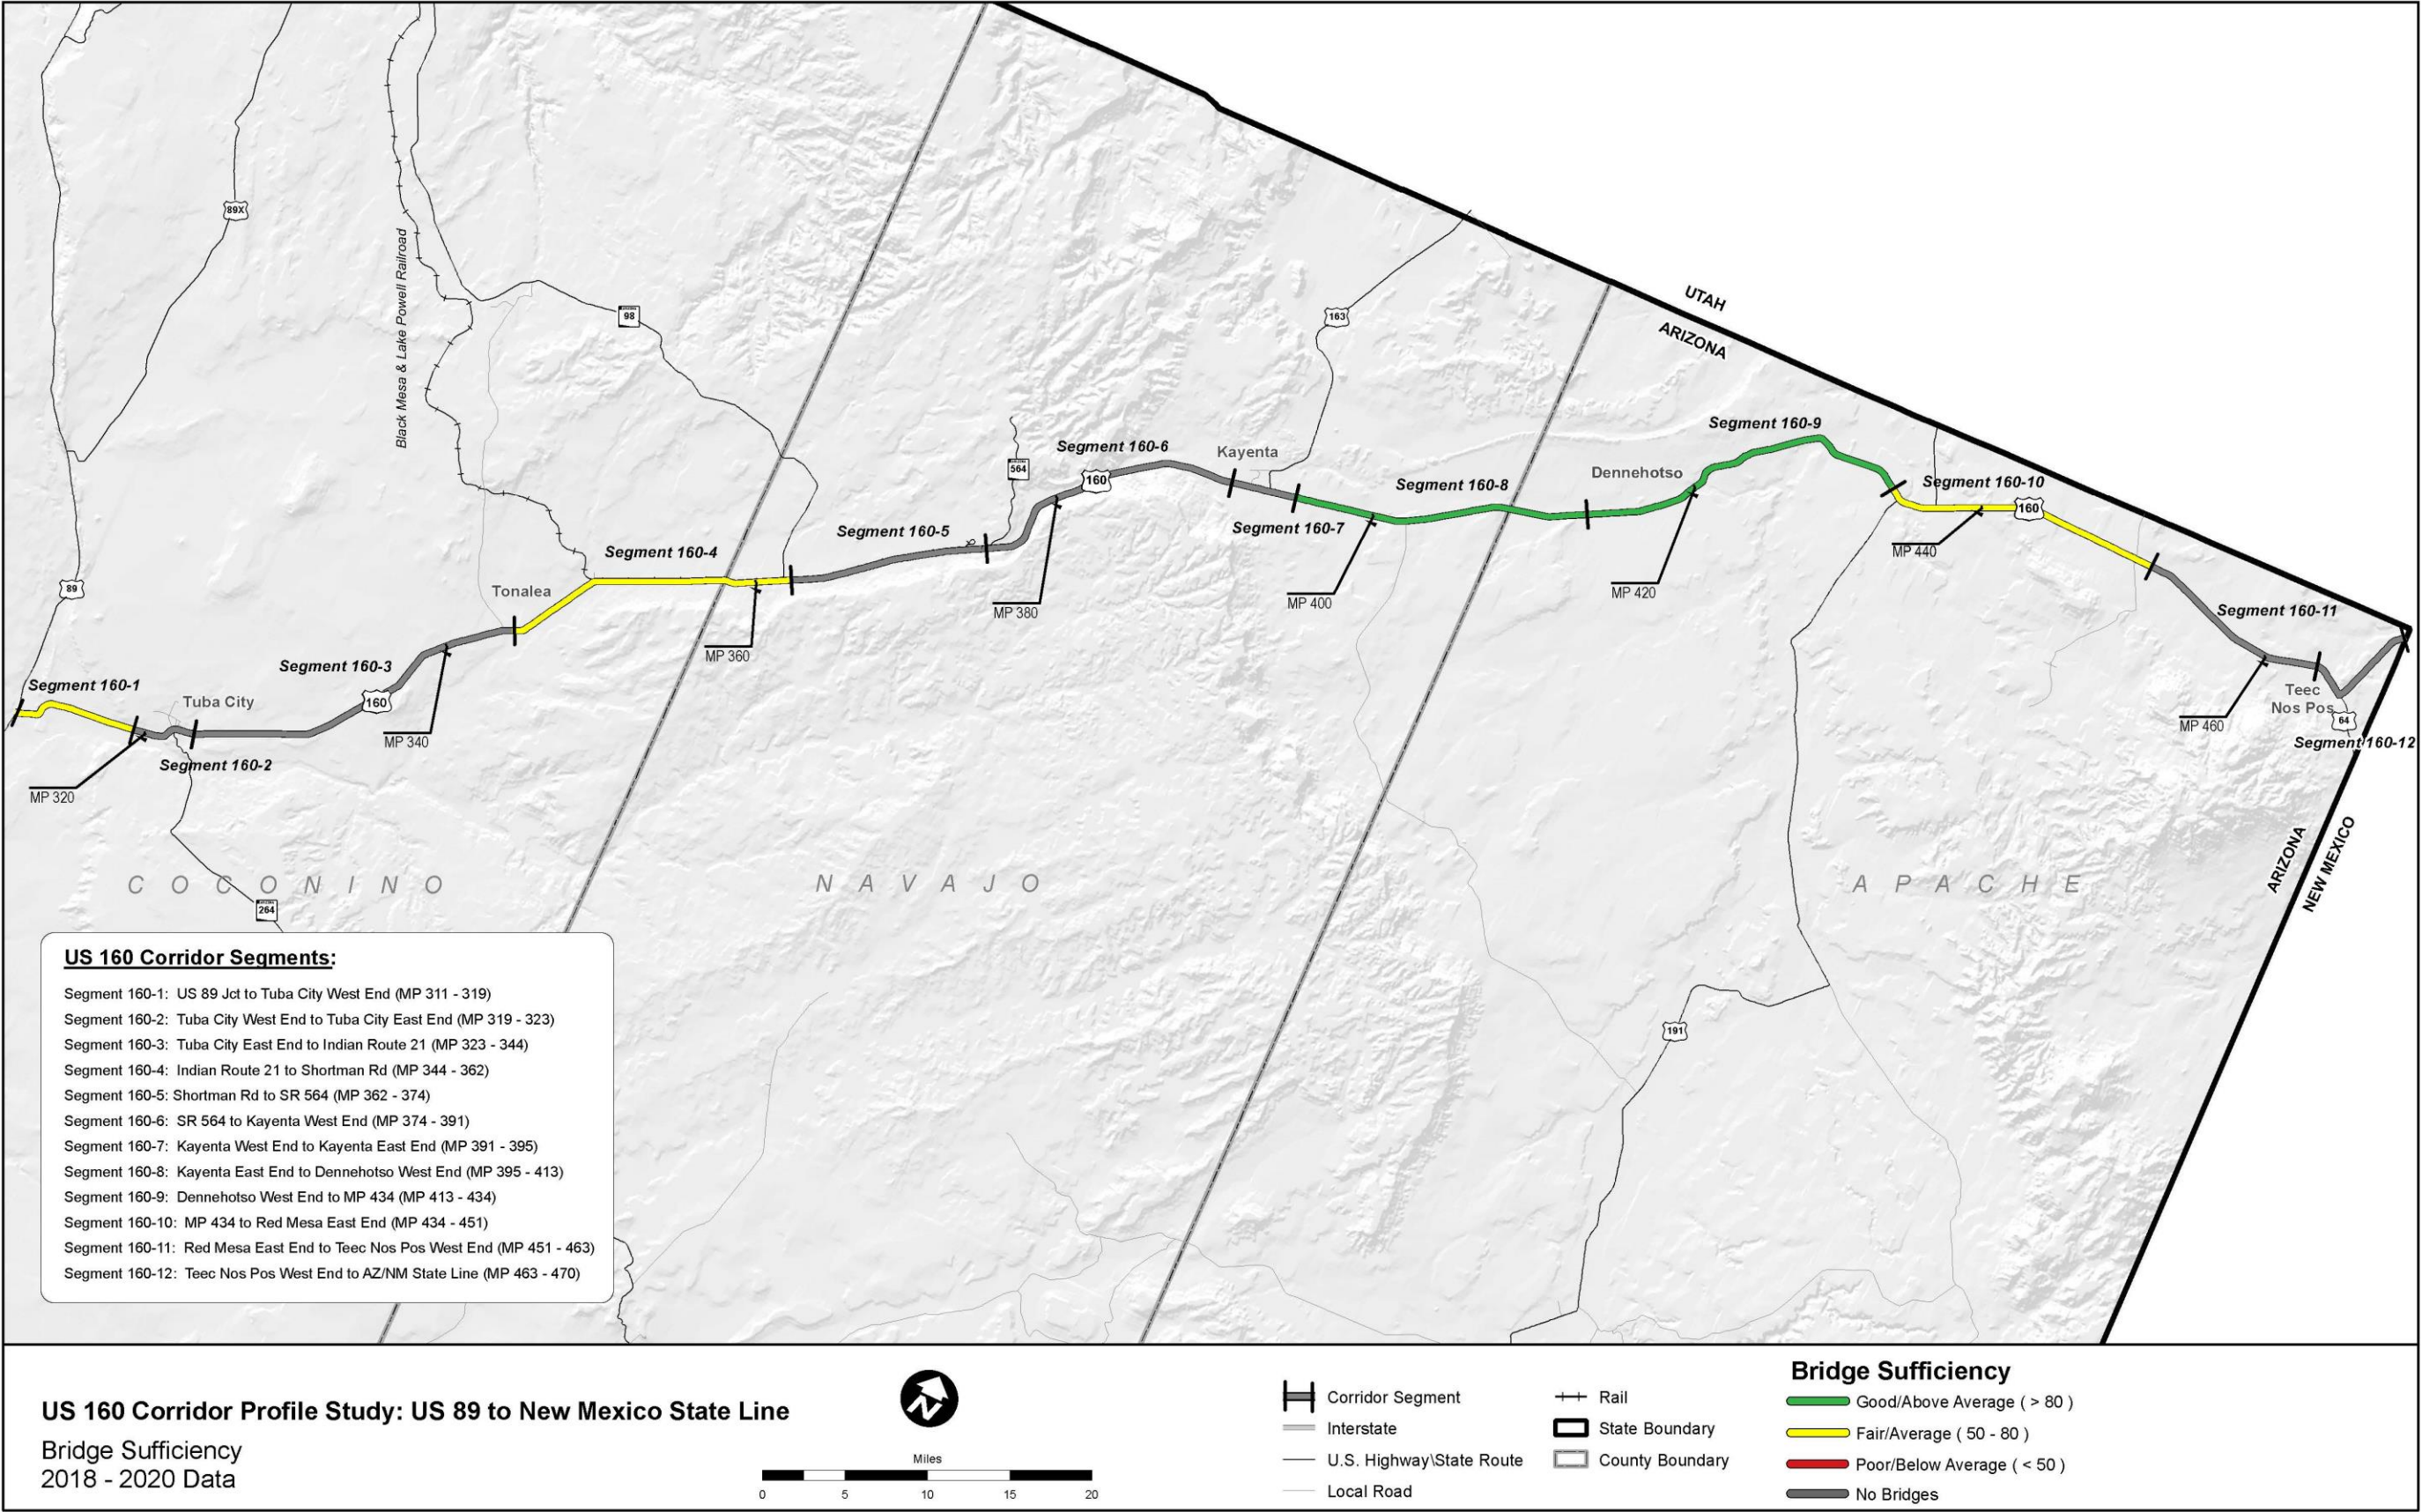 UTAH
ARIZONA
89X
Black Mesa & Lake Powell Railroad
98
163
Segment 160-9
Segment 160-6
Kayenta
564
160
Dennehotso
Segment 160-8
Segment 160-10
160
Segment 160-5
Segment 160-7
Segment 160-4
MP 440
89
Tonalea
MP 420
MP 400
MP 380
Segment 160-11
MP 360
Segment 160-3
Segment 160-1
Tuba City
160
Teec
Nos Pos
64
MP 460
MP 340
Segment 160-12
Segment 160-2
MP 320
ARIZONA
NEW MEXICO
COCONINO
NAVAJO
APACHE
264
191
US 160 Corridor Segments:
Segment 160-1: US 89 Jct to Tuba City West End (MP 311 - 319)
Segment 160-2: Tuba City West End to Tuba City East End (MP 319 - 323)
Segment 160-3: Tuba City East End to Indian Route 21 (MP 323 - 344)
Segment 160-4: Indian Route 21 to Shortman Rd (MP 344 - 362)
Segment 160-5: Shortman Rd to SR 564 (MP 362 - 374)
Segment 160-6: SR 564 to Kayenta West End (MP 374 - 391)
Segment 160-7: Kayenta West End to Kayenta East End (MP 391 - 395)
Segment 160-8: Kayenta East End to Dennehotso West End (MP 395 - 413)
Segment 160-9: Dennehotso West End to MP 434 (MP 413 - 434)
Segment 160-10: MP 434 to Red Mesa East End (MP 434 - 451)
Segment 160-11: Red Mesa East End to Teec Nos Pos West End (MP 451 - 463)
Segment 160-12: Teec Nos Pos West End to AZ/NM State Line (MP 463 - 470)
US 160 Corridor Profile Study: US 89 to New Mexico State Line
Bridge Sufficiency
2018 - 2020 Data
N
Miles
0 5 10 15 20
Corridor Segment
Interstate
U.S. Highway\State Route
Local Road
Rail
State Boundary
County Boundary
Bridge Sufficiency
Good/Above Average ( > 80 )
Fair/Average ( 50 - 80 )
Poor/Below Average ( < 50 )
No Bridges